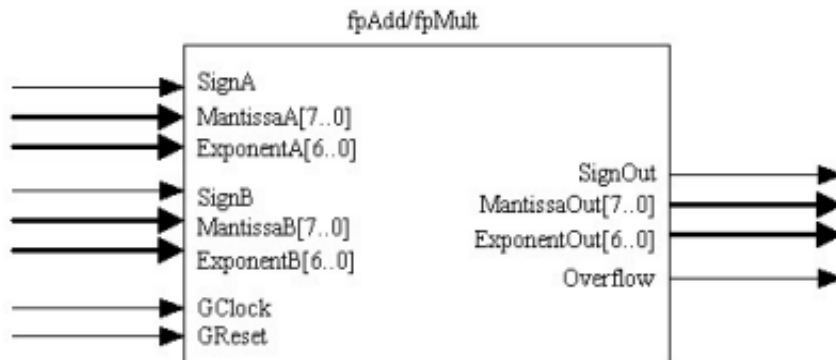 fpAdd/fpMult
SignA
MantissaA[7..0]
ExponentA[6..0]
SignB
MantissaB[7..0]
ExponentB[6..0]
GClock
GReset
SignOut
MantissaOut[7..0]
ExponentOut[6..0]
Overflow